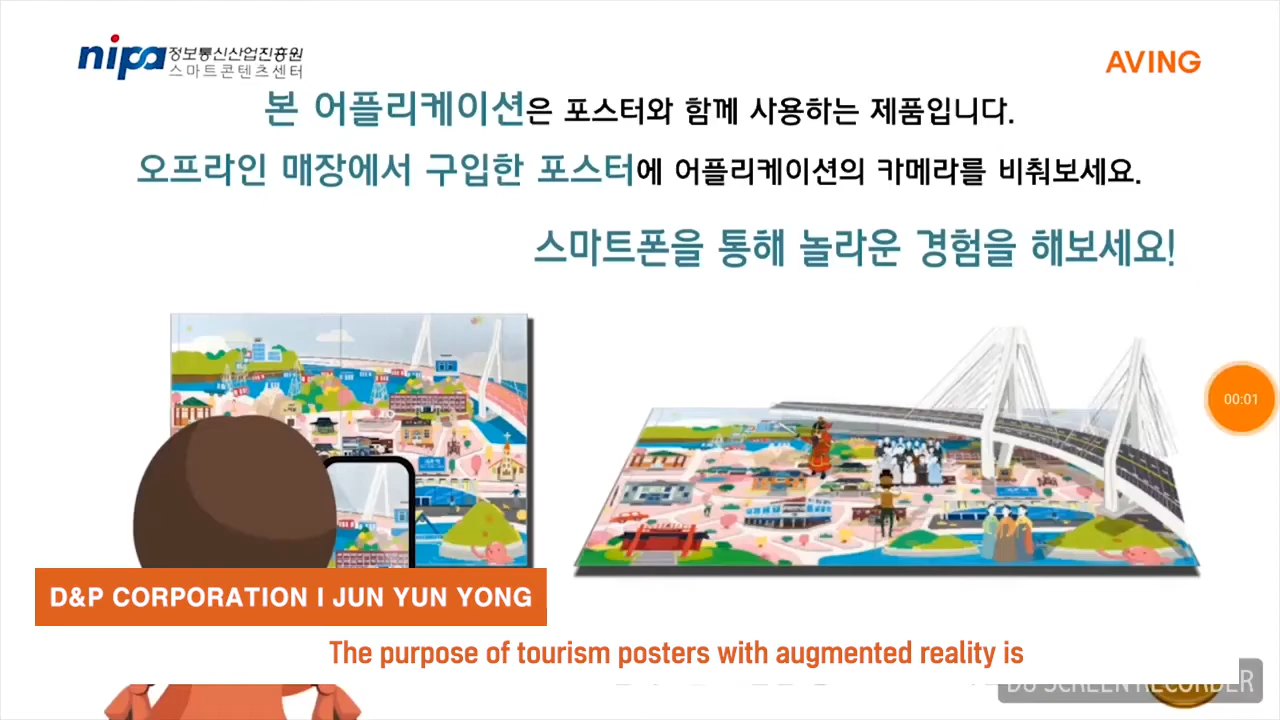 nipa 정보통신산업진흥원
스마트콘텐츠센터
AVING
본 어플리케이션은 포스터와 함께 사용하는 제품입니다.
오프라인 매장에서 구입한 포스터에 어플리케이션의 카메라를 비춰보세요.
스마트폰을 통해 놀라운 경험을 해보세요!
00:01
D&P CORPORATION I JUN YUN YONG
The purpose of tourism posters with augmented reality is
DU SCREEN RECORDER